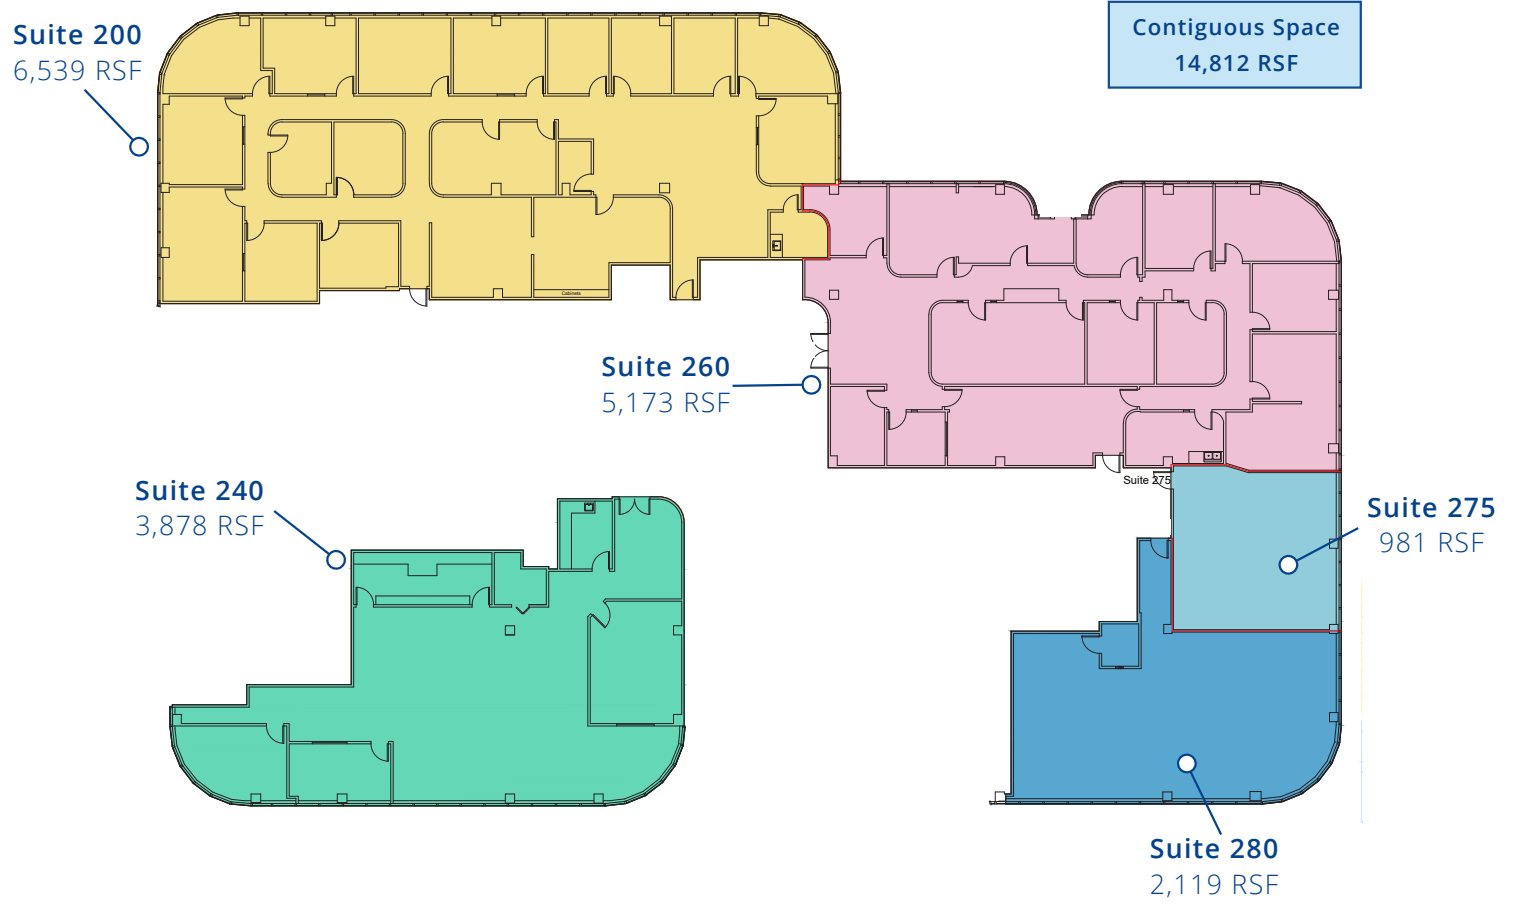 Suite 200
6,539 RSF
Contiguous Space
14,812 RSF
Cabinets
Suite 260
5,173 RSF
Suite 275
Suite 240
3,878 RSF
Suite 275
981 RSF
Suite 280
2,119 RSF